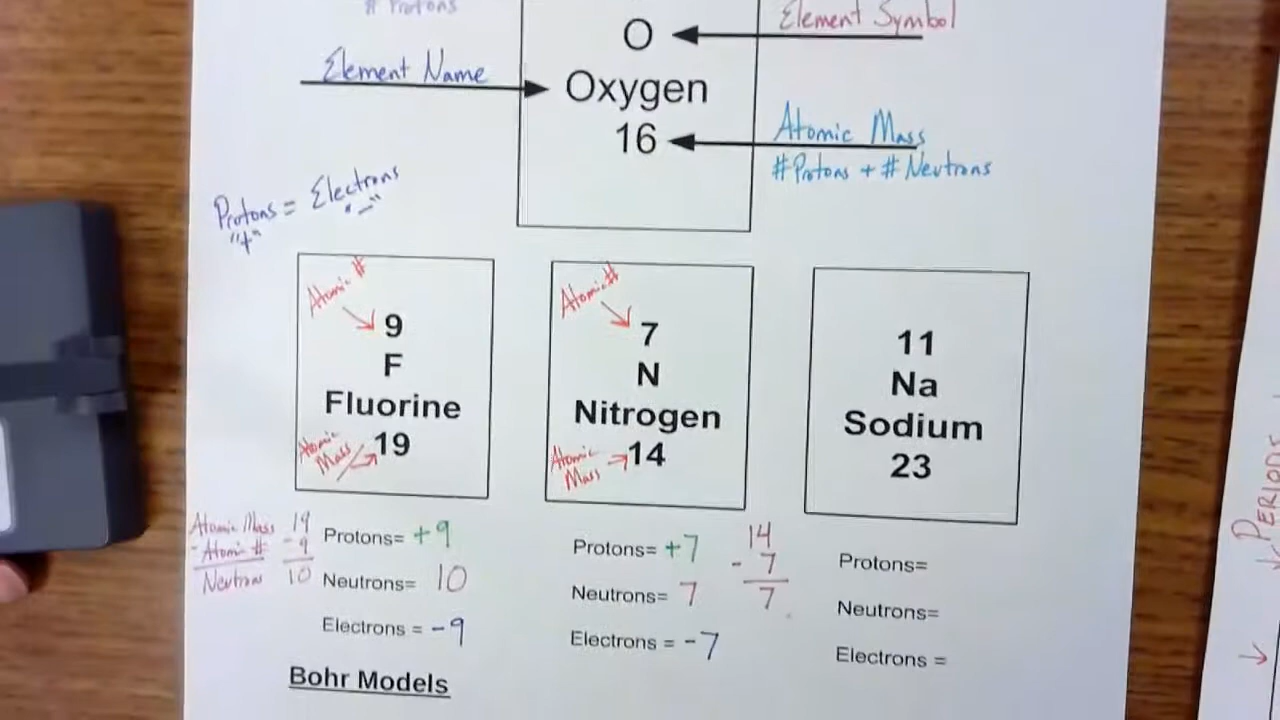 # Protons
O
Element Symbol
Element Name
Oxygen
16
Atomic Mass
#Protons + # Neutrons
Protons = Electrons
"+" "-"
Atomic #
9
F
Fluorine
Atomic
Mass
19
Atomic #
7
N
Nitrogen
Atomic
Mass
14
11
Na
Sodium
23
Atomic Mass 19
- Atomic # - 9
Neutron 10
Protons= +9
Neutrons= 10
Electrons = -9
Protons= +7
Neutrons= 7
Electrons = -7
14
- 7
7
Protons=
Neutrons=
Electrons =
Bohr Models
PERIODS